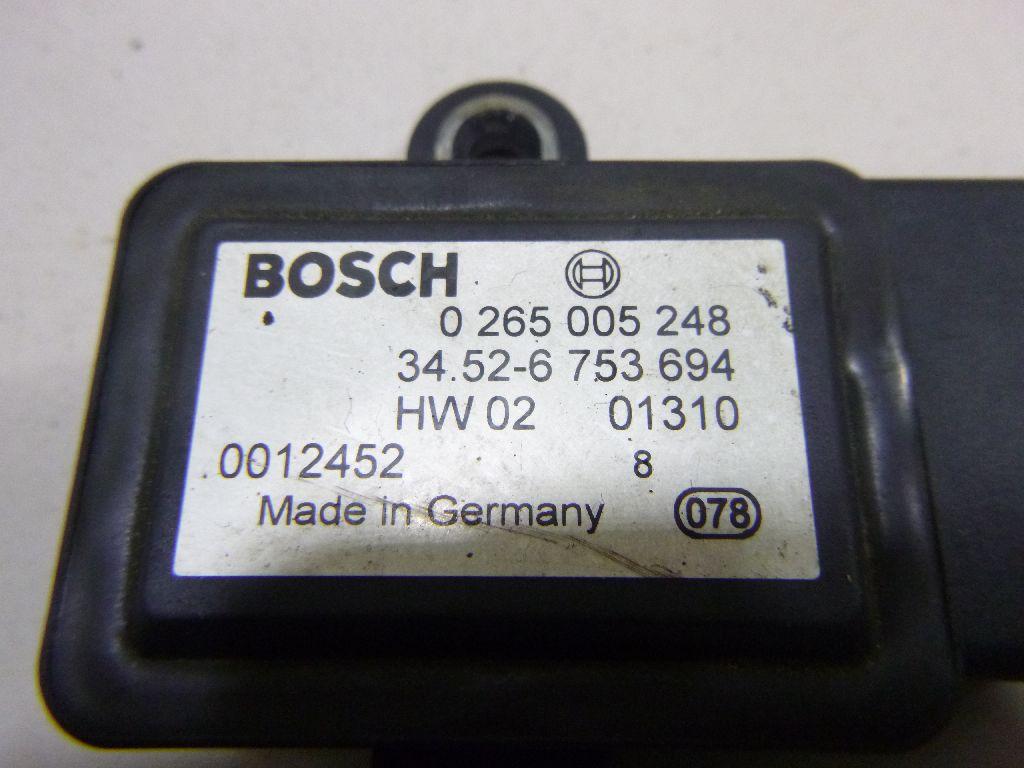 BOSCH
0 265 005 248
34.52-6 753 694
HW 02 01310
0012452 8
Made in Germany 078